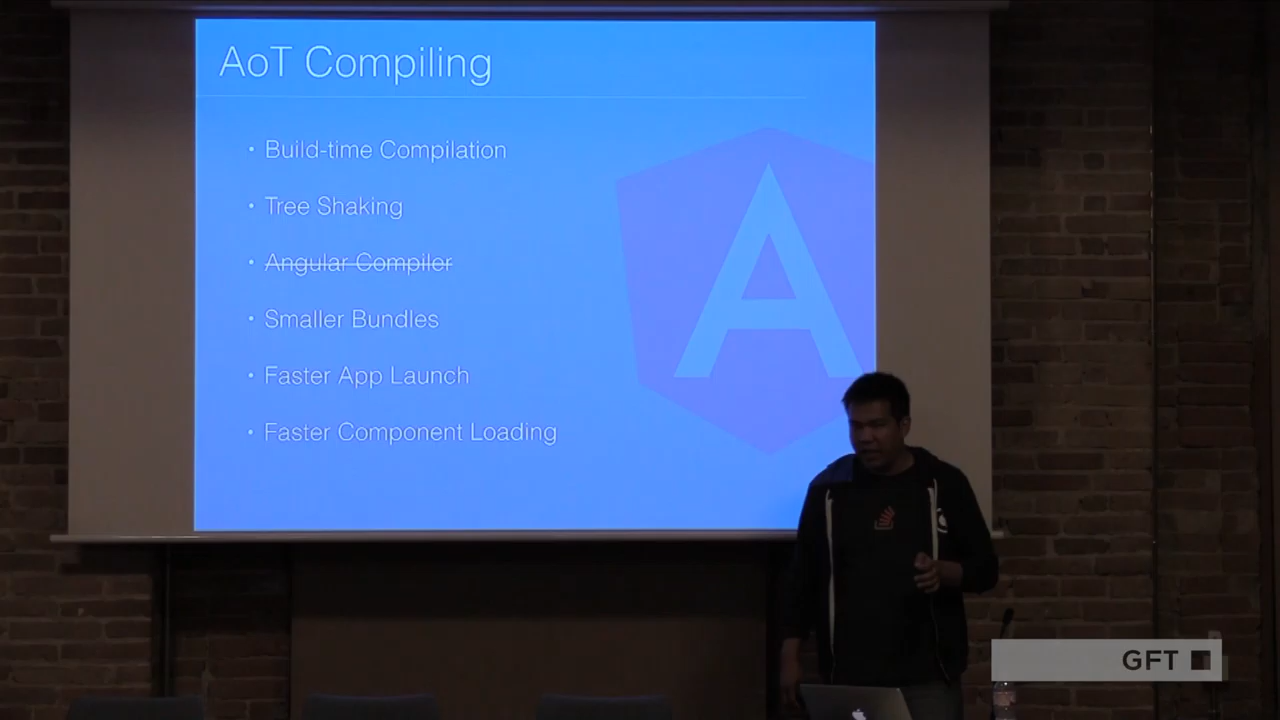 AoT Compiling
• Build-time Compilation
• Tree Shaking
• Angular Compiler
• Smaller Bundles
• Faster App Launch
• Faster Component Loading
A
GFT